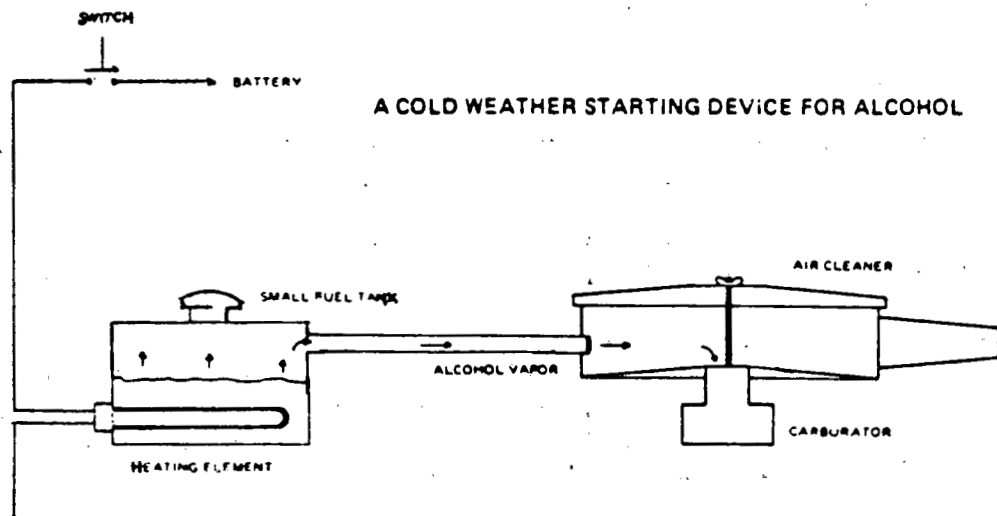 SWITCH
BATTERY
A COLD WEATHER STARTING DEVICE FOR ALCOHOL
AIR CLEANER
SMALL FUEL TANK
ALCOHOL VAPOR
CARBURATOR
HEATING ELEMENT